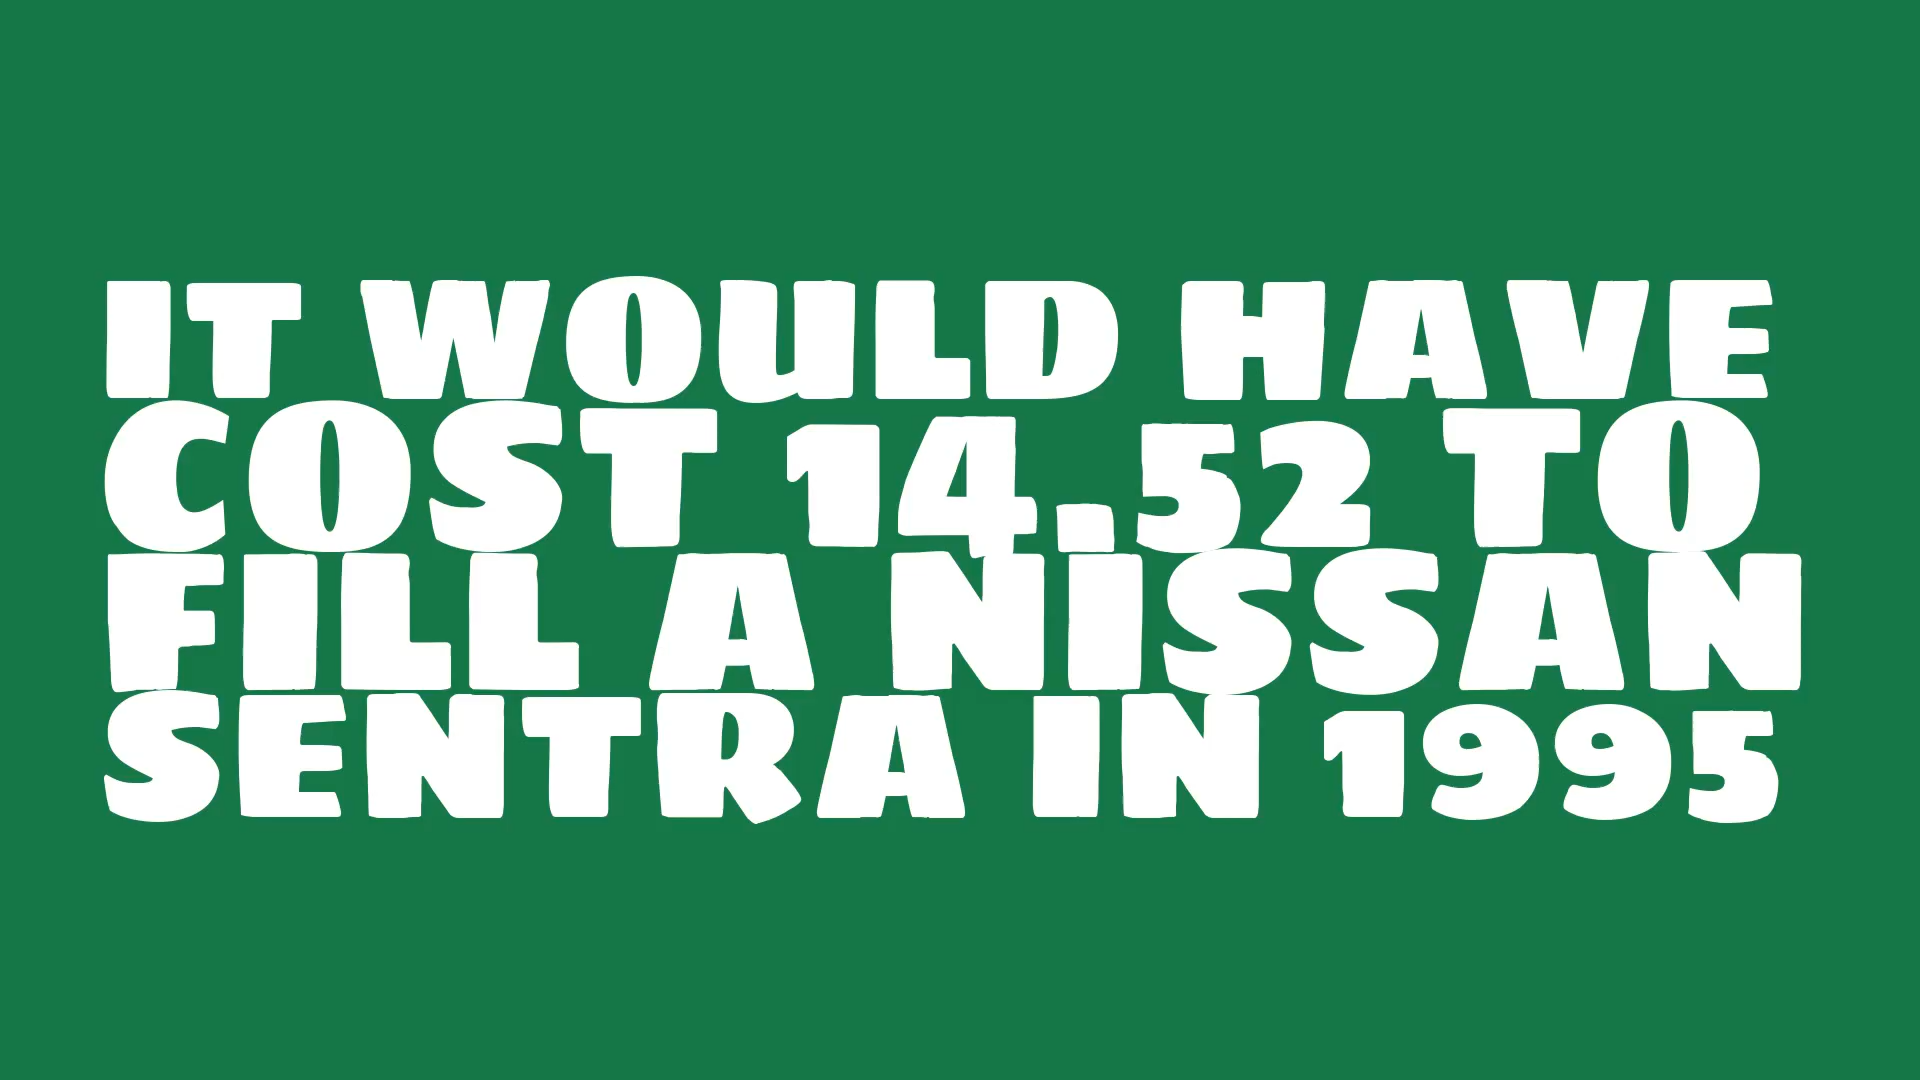 IT WOULD HAVE
COST 14.52 TO
FILL A NISSAN
SENTRA IN 1995